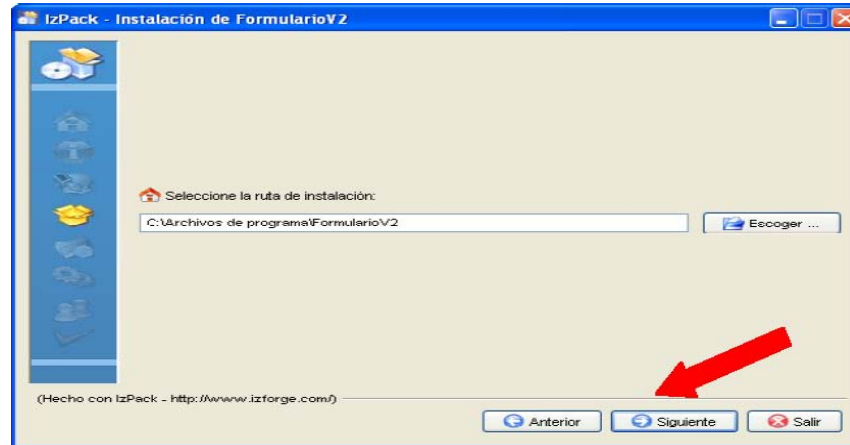 IzPack - Instalación de FormularioV2
Seleccione la ruta de instalación:
C:\Archivos de programa\FormularioV2
Escoger ...
(Hecho con IzPack - http://www.izforge.com/)
Anterior
Siguiente
Salir